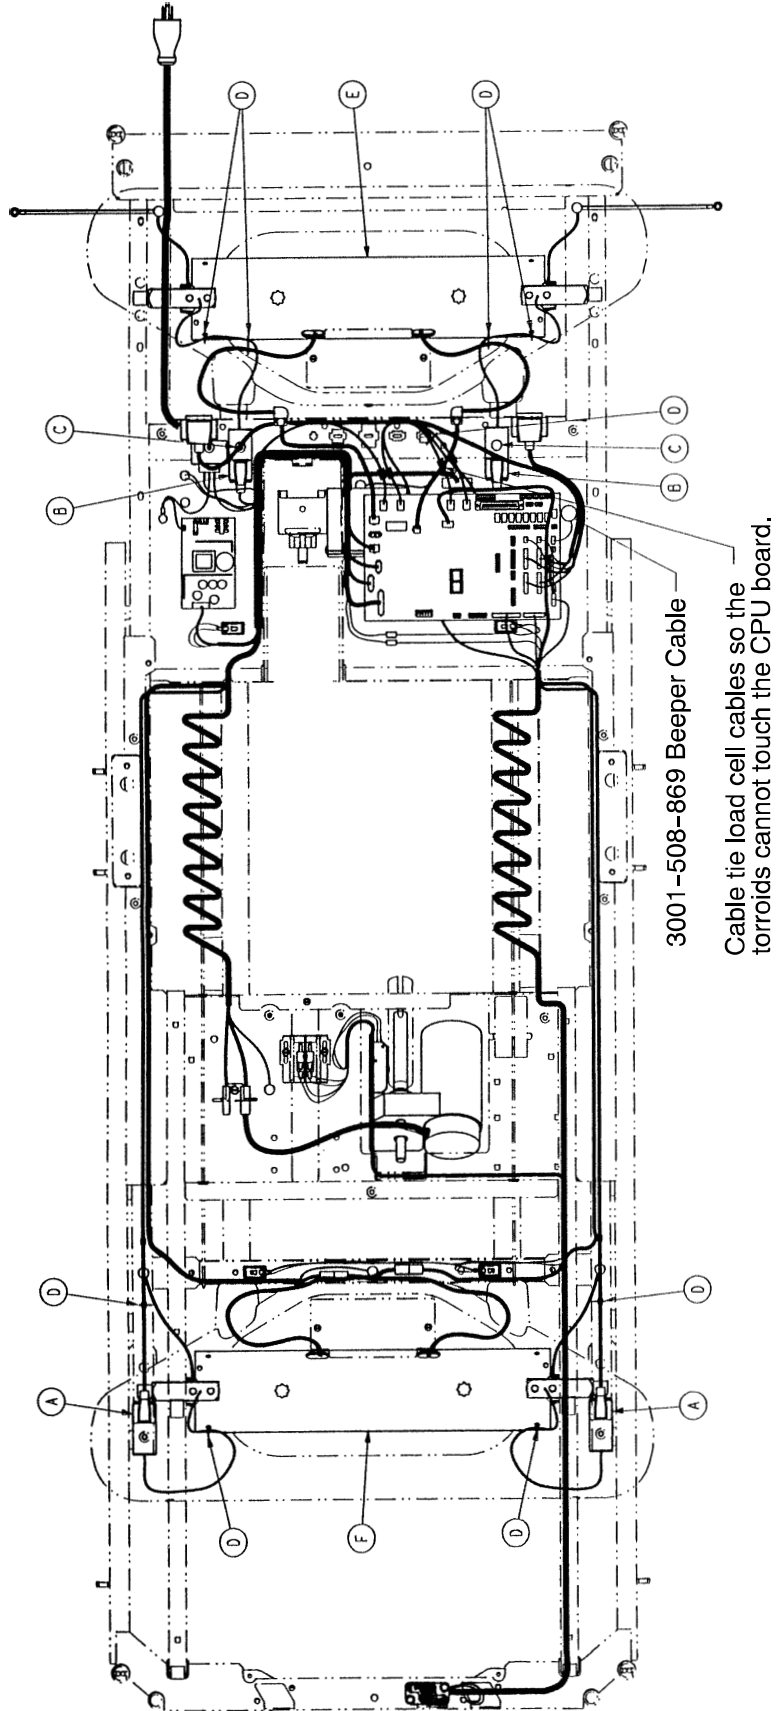 D
E
D
C
B
D
C
B
3001-508-869 Beeper Cable
Cable tie load cell cables so the
torroids cannot touch the CPU board.
D
D
A
A
D
F
D